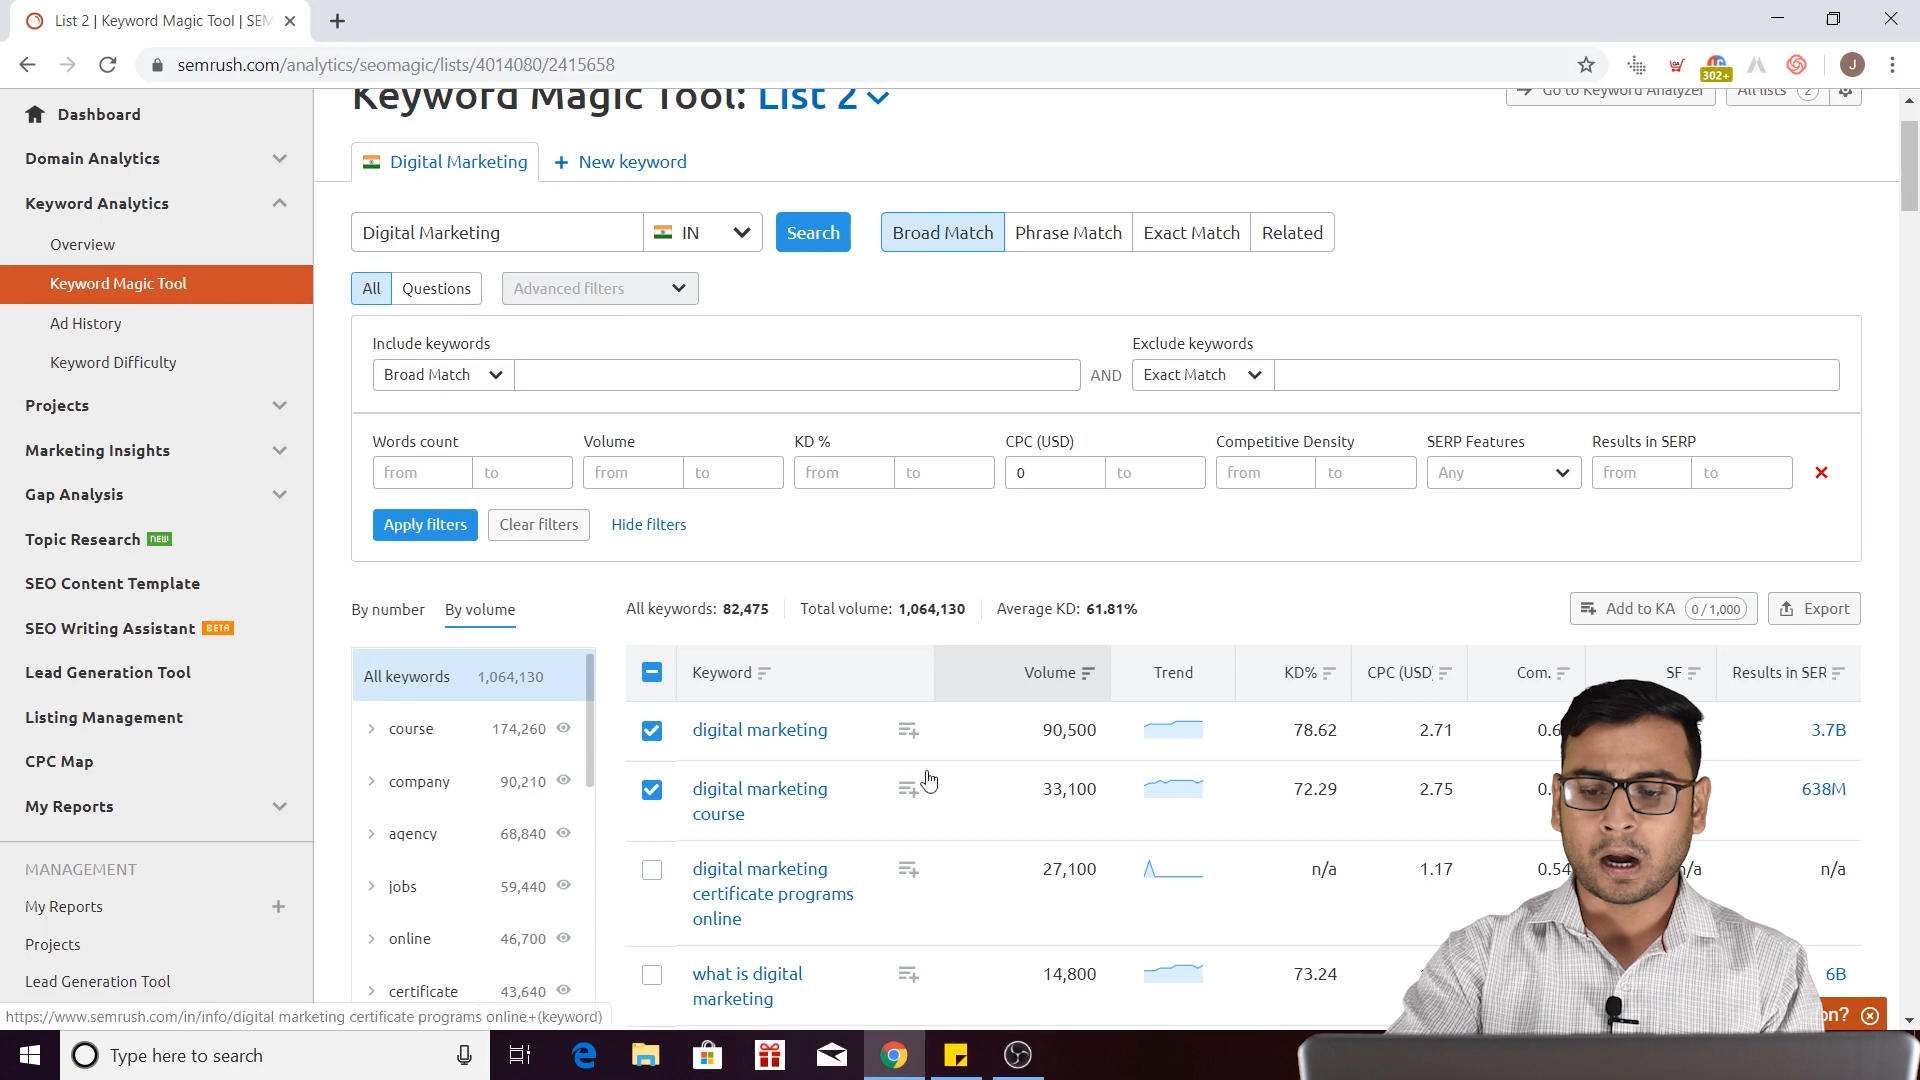 List 2 | Keyword Magic Tool | SEM
semrush.com/analytics/seomagic/lists/4014080/2415658
302+
J
Dashboard
Domain Analytics
Keyword Analytics
Overview
Keyword Magic Tool
Ad History
Keyword Difficulty
Projects
Marketing Insights
Gap Analysis
Topic Research NEW
SEO Content Template
SEO Writing Assistant BETA
Lead Generation Tool
Listing Management
CPC Map
My Reports
MANAGEMENT
My Reports
Projects
Lead Generation Tool
https://www.semrush.com/in/info/digital marketing certificate programs online+(keyword)
Keyword Magic Tool: List 2
Go to Keyword Analyzer
All lists 2
Digital Marketing
+ New keyword
Digital Marketing IN Search
Broad Match Phrase Match Exact Match Related
All Questions Advanced filters
Include keywords Exclude keywords
Broad Match AND Exact Match
Words count Volume KD % CPC (USD) Competitive Density SERP Features Results in SERP
from to from to from to 0 to from to Any from to
Apply filters Clear filters Hide filters
By number By volume
All keywords: 82,475 Total volume: 1,064,130 Average KD: 61.81%
Add to KA 0 / 1,000 Export
All keywords 1,064,130
course 174,260
company 90,210
agency 68,840
jobs 59,440
online 46,700
certificate 43,640
Keyword Volume Trend KD% CPC (USD) Com. SF Results in SER
digital marketing 90,500 78.62 2.71 3.7B
digital marketing 33,100 72.29 2.75 638M
course
digital marketing 27,100 n/a 1.17 0.54 n/a n/a
certificate programs
online
what is digital 14,800 73.24 6B
marketing
on?
Type here to search